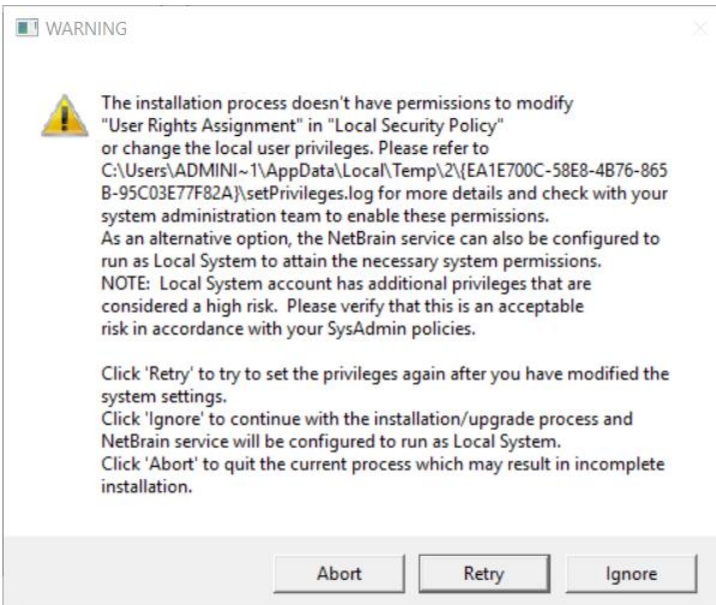 WARNING
The installation process doesn't have permissions to modify
"User Rights Assignment" in "Local Security Policy"
or change the local user privileges. Please refer to
C:\Users\ADMINI~1\AppData\Local\Temp\2\{EA1E700C-58E8-4B76-865
B-95C03E77F82A}\setPrivileges.log for more details and check with your
system administration team to enable these permissions.
As an alternative option, the NetBrain service can also be configured to
run as Local System to attain the necessary system permissions.
NOTE:  Local System account has additional privileges that are
considered a high risk.  Please verify that this is an acceptable
risk in accordance with your SysAdmin policies.
Click 'Retry' to try to set the privileges again after you have modified the
system settings.
Click 'Ignore' to continue with the installation/upgrade process and
NetBrain service will be configured to run as Local System.
Click 'Abort' to quit the current process which may result in incomplete
installation.
Abort
Retry
Ignore